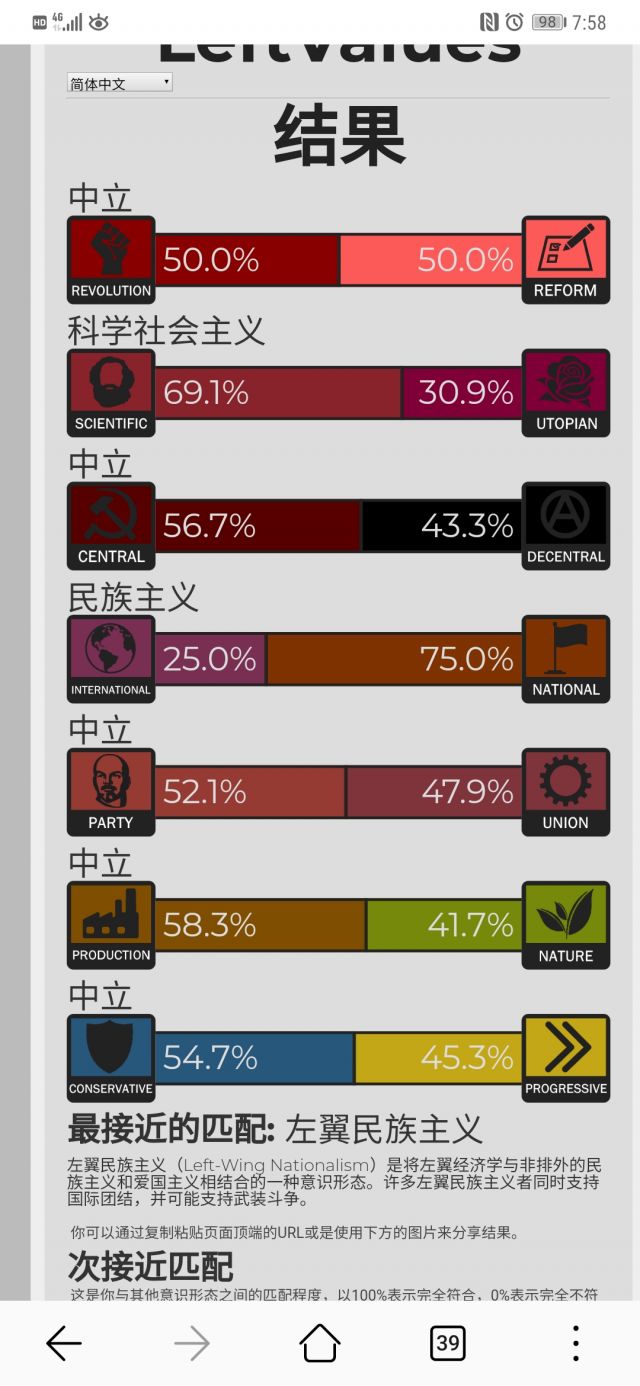 HD 4G 98 7:58
LeftValues
简体中文
结果
中立
REVOLUTION 50.0% 50.0% REFORM
科学社会主义
SCIENTIFIC 69.1% 30.9% UTOPIAN
中立
CENTRAL 56.7% 43.3% DECENTRAL
民族主义
INTERNATIONAL 25.0% 75.0% NATIONAL
中立
PARTY 52.1% 47.9% UNION
中立
PRODUCTION 58.3% 41.7% NATURE
中立
CONSERVATIVE 54.7% 45.3% PROGRESSIVE
最接近的匹配: 左翼民族主义
左翼民族主义（Left-Wing Nationalism）是将左翼经济学与非排外的民
族主义和爱国主义相结合的一种意识形态。许多左翼民族主义者同时支持
国际团结，并可能支持武装斗争。
你可以通过复制粘贴页面顶端的URL或是使用下方的图片来分享结果。
次接近匹配
这是你与其他意识形态之间的匹配程度，以100%表示完全符合，0%表示完全不符
39